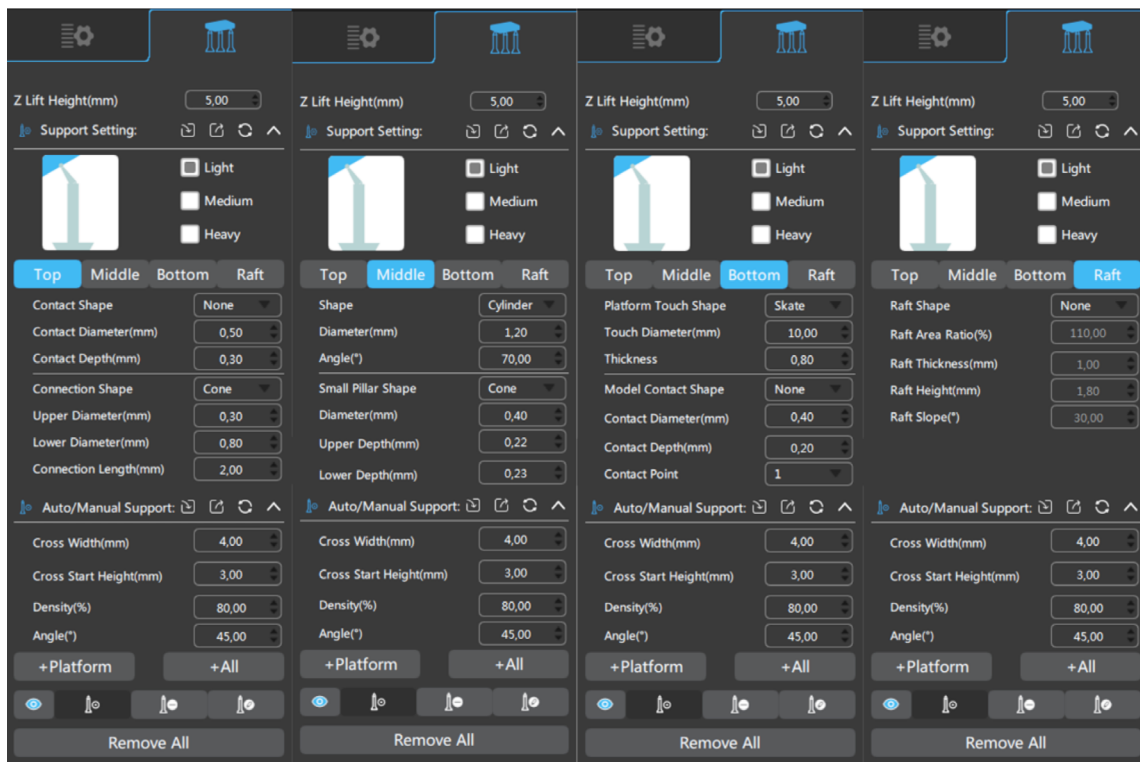 Z Lift Height(mm) 5,00
Support Setting:
Light
Medium
Heavy
Top Middle Bottom Raft
Contact Shape None
Contact Diameter(mm) 0,50
Contact Depth(mm) 0,30
Connection Shape Cone
Upper Diameter(mm) 0,30
Lower Diameter(mm) 0,80
Connection Length(mm) 2,00
Auto/Manual Support:
Cross Width(mm) 4,00
Cross Start Height(mm) 3,00
Density(%) 80,00
Angle(°) 45,00
+Platform +All
Remove All
Z Lift Height(mm) 5,00
Support Setting:
Light
Medium
Heavy
Top Middle Bottom Raft
Shape Cylinder
Diameter(mm) 1,20
Angle(°) 70,00
Small Pillar Shape Cone
Diameter(mm) 0,40
Upper Depth(mm) 0,22
Lower Depth(mm) 0,23
Auto/Manual Support:
Cross Width(mm) 4,00
Cross Start Height(mm) 3,00
Density(%) 80,00
Angle(°) 45,00
+Platform +All
Remove All
Z Lift Height(mm) 5,00
Support Setting:
Light
Medium
Heavy
Top Middle Bottom Raft
Platform Touch Shape Skate
Touch Diameter(mm) 10,00
Thickness 0,80
Model Contact Shape None
Contact Diameter(mm) 0,40
Contact Depth(mm) 0,20
Contact Point 1
Auto/Manual Support:
Cross Width(mm) 4,00
Cross Start Height(mm) 3,00
Density(%) 80,00
Angle(°) 45,00
+Platform +All
Remove All
Z Lift Height(mm) 5,00
Support Setting:
Light
Medium
Heavy
Top Middle Bottom Raft
Raft Shape None
Raft Area Ratio(%) 110,00
Raft Thickness(mm) 1,00
Raft Height(mm) 1,80
Raft Slope(°) 30,00
Auto/Manual Support:
Cross Width(mm) 4,00
Cross Start Height(mm) 3,00
Density(%) 80,00
Angle(°) 45,00
+Platform +All
Remove All